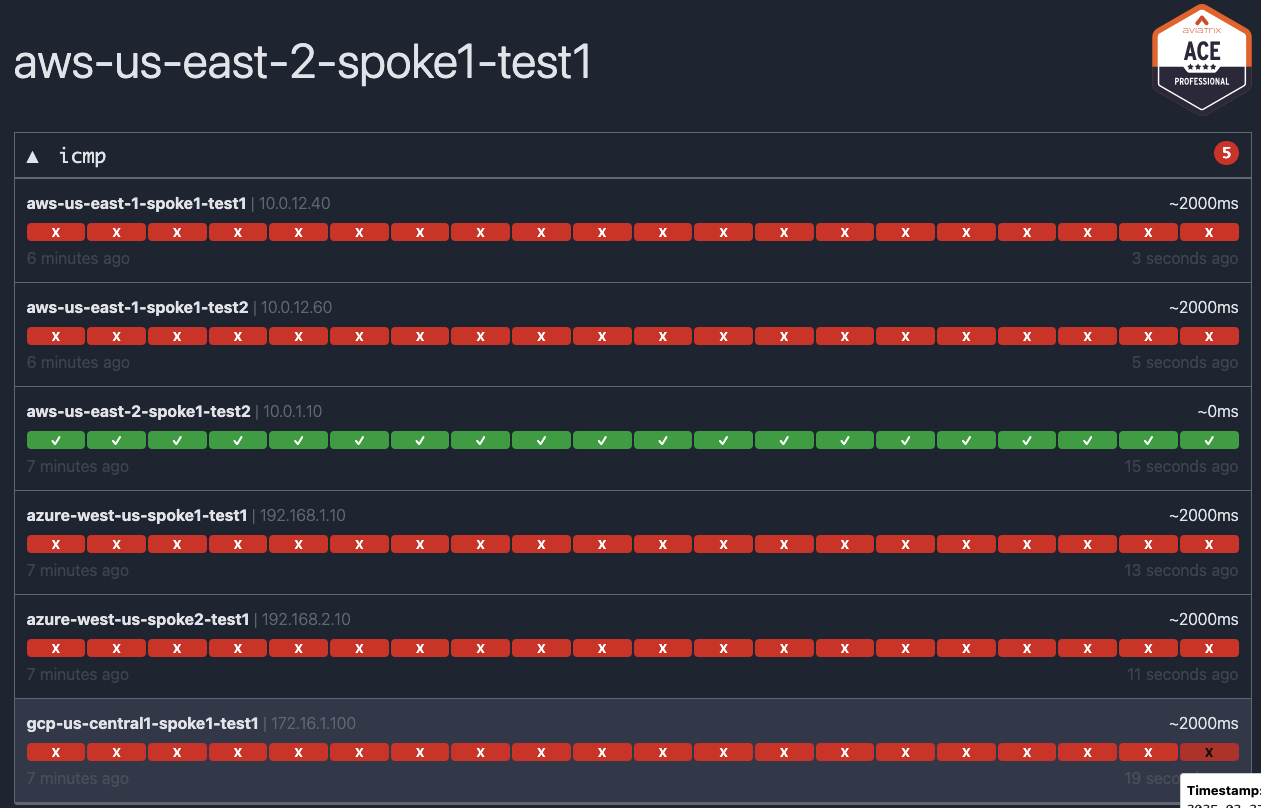 aws-us-east-2-spoke1-test1
aviatrix
ACE
PROFESSIONAL
▲ icmp 5
aws-us-east-1-spoke1-test1 | 10.0.12.40 ~2000ms
x x x x x x x x x x x x x x x x x x x x
6 minutes ago 3 seconds ago
aws-us-east-1-spoke1-test2 | 10.0.12.60 ~2000ms
x x x x x x x x x x x x x x x x x x x x
6 minutes ago 5 seconds ago
aws-us-east-2-spoke1-test2 | 10.0.1.10 ~0ms
✓ ✓ ✓ ✓ ✓ ✓ ✓ ✓ ✓ ✓ ✓ ✓ ✓ ✓ ✓ ✓ ✓ ✓ ✓ ✓
7 minutes ago 15 seconds ago
azure-west-us-spoke1-test1 | 192.168.1.10 ~2000ms
x x x x x x x x x x x x x x x x x x x x
7 minutes ago 13 seconds ago
azure-west-us-spoke2-test1 | 192.168.2.10 ~2000ms
x x x x x x x x x x x x x x x x x x x x
7 minutes ago 11 seconds ago
gcp-us-central1-spoke1-test1 | 172.16.1.100 ~2000ms
x x x x x x x x x x x x x x x x x x x x
7 minutes ago 19
Timestamp: